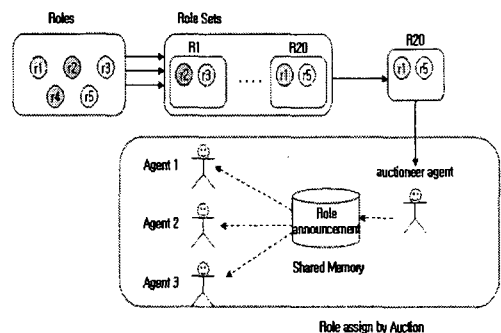 Roles
Role Sets
R1
R20
R20
r1 r2 r3
r4 r5
r2 r3
....
r1 r5
r1 r5
Agent 1
auctioneer agent
Agent 2
Role
announcement
Agent 3
Shared Memory
Role assign by Auction